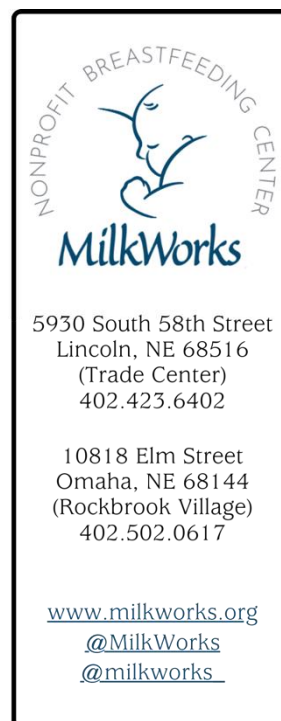 NONPROFIT BREASTFEEDING CENTER
MilkWorks
5930 South 58th Street
Lincoln, NE 68516
(Trade Center)
402.423.6402
10818 Elm Street
Omaha, NE 68144
(Rockbrook Village)
402.502.0617
www.milkworks.org
@MilkWorks
@milkworks_